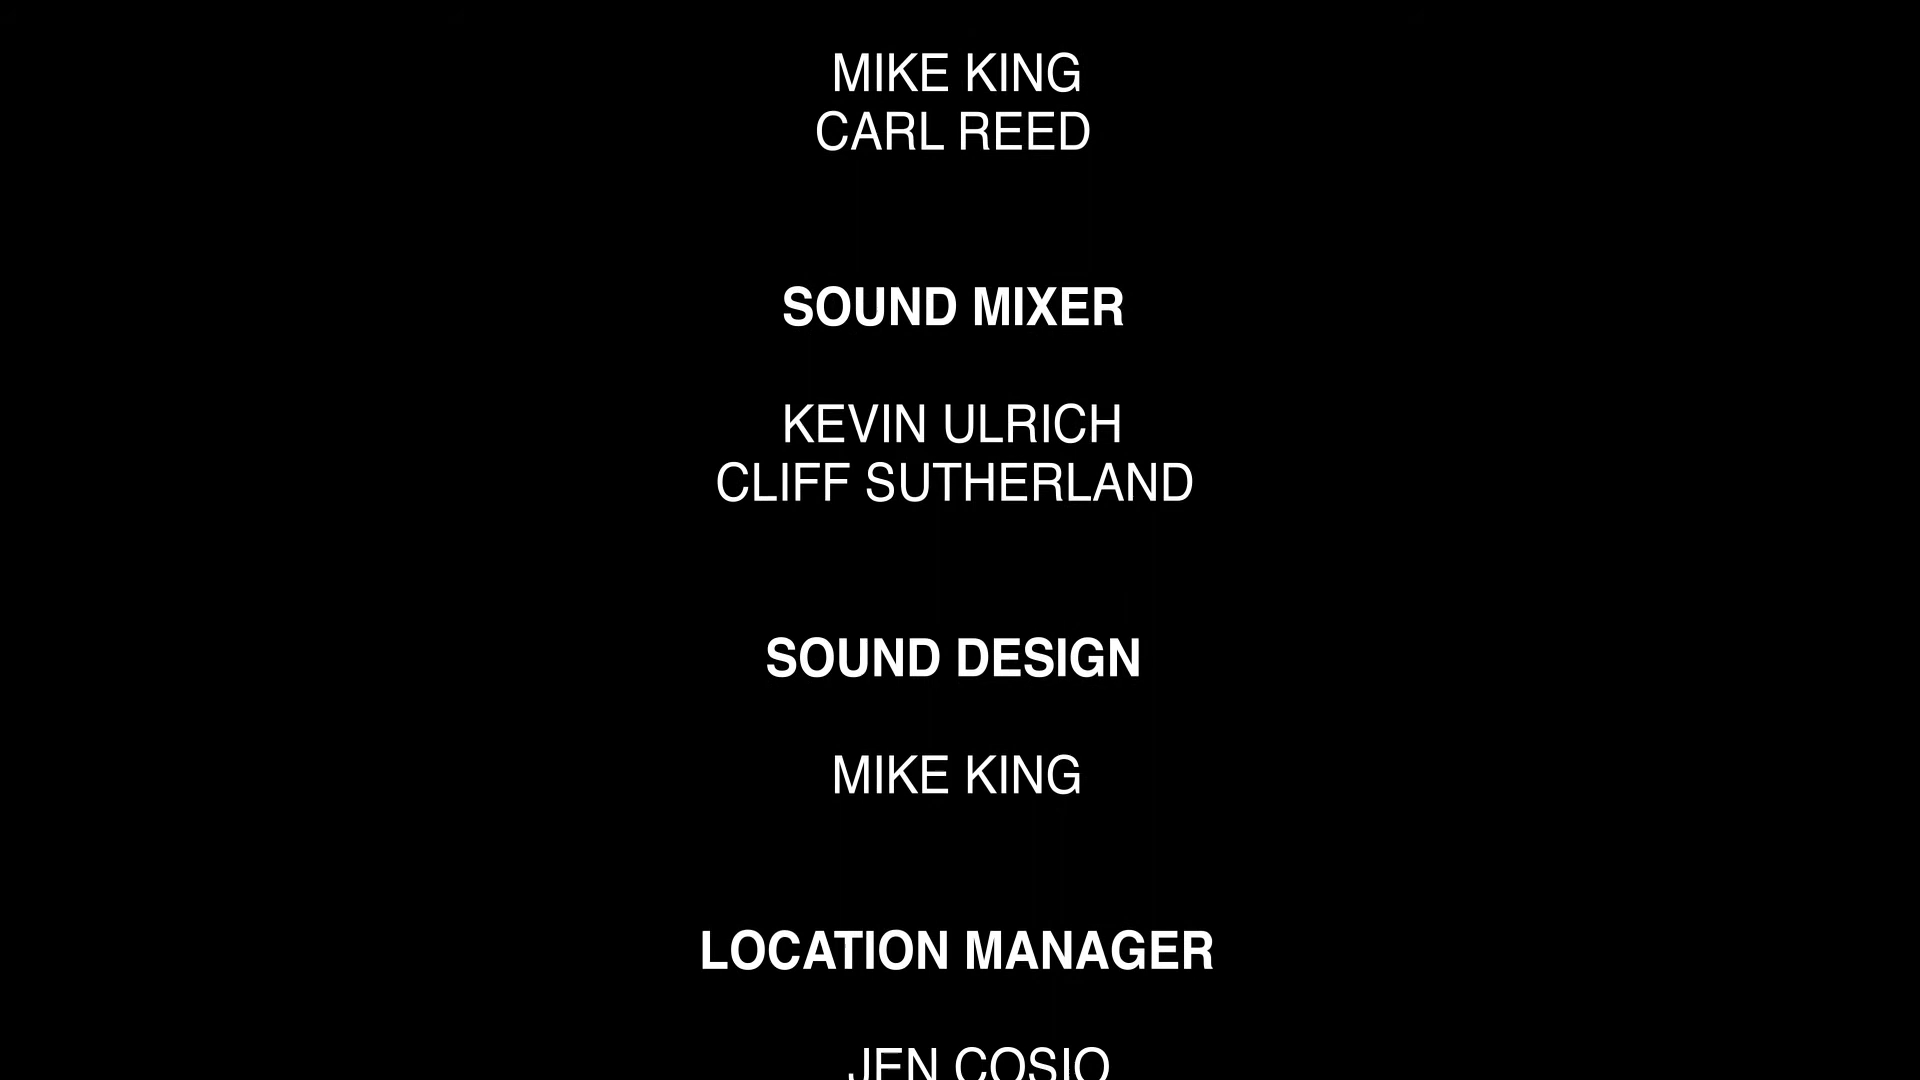 MIKE KING
CARL REED
SOUND MIXER
KEVIN ULRICH
CLIFF SUTHERLAND
SOUND DESIGN
MIKE KING
LOCATION MANAGER
JEN COSIO